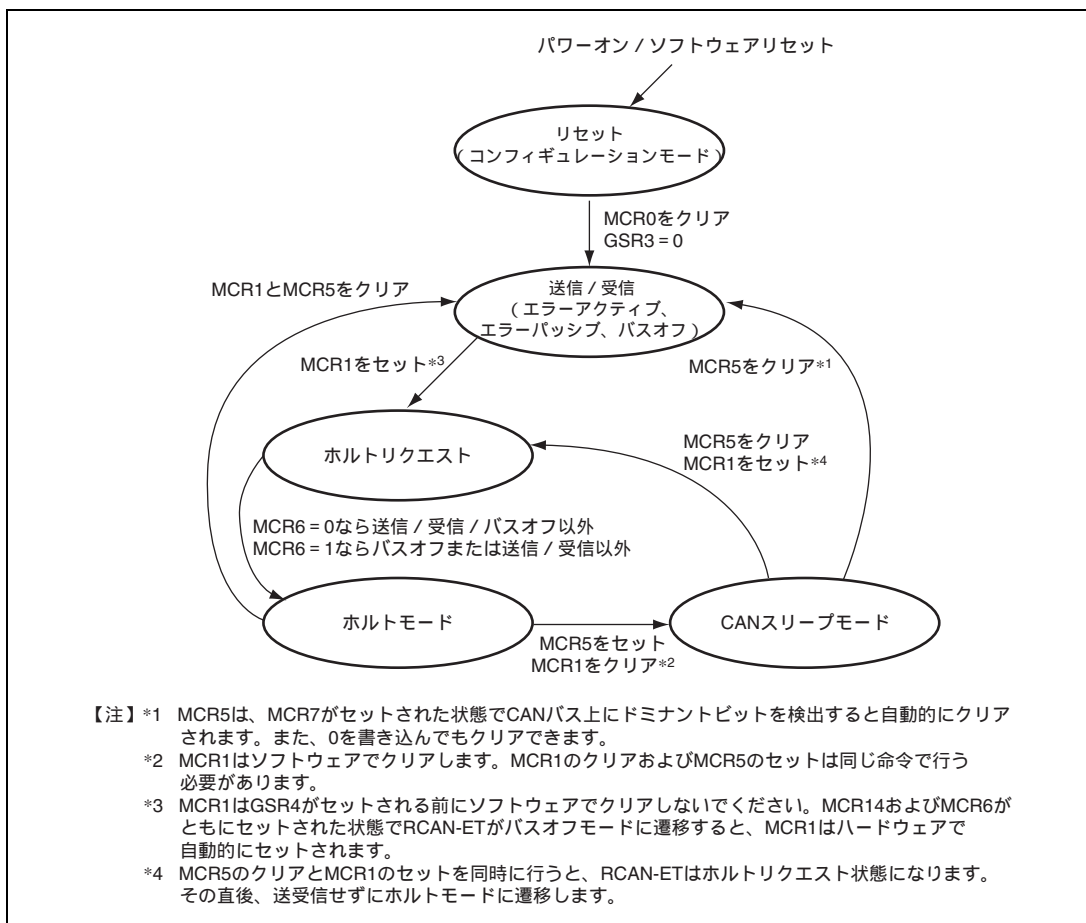 パワーオン / ソフトウェアリセット
リセット
( コンフィギュレーションモード )
MCR0をクリア
GSR3 = 0
MCR1とMCR5をクリア
送信 / 受信
( エラーアクティブ、
エラーパッシブ、バスオフ )
MCR1をセット*3
MCR5をクリア*1
ホルトリクエスト
MCR5をクリア
MCR1をセット*4
MCR6 = 0なら送信 / 受信 / バスオフ以外
MCR6 = 1ならバスオフまたは送信 / 受信以外
ホルトモード
CANスリープモード
MCR5をセット
MCR1をクリア*2
【注】*1 MCR5は、MCR7がセットされた状態でCANバス上にドミナントビットを検出すると自動的にクリア
されます。また、0を書き込んでもクリアできます。
*2 MCR1はソフトウェアでクリアします。MCR1のクリアおよびMCR5のセットは同じ命令で行う
必要があります。
*3 MCR1はGSR4がセットされる前にソフトウェアでクリアしないでください。MCR14およびMCR6が
ともにセットされた状態でRCAN-ETがバスオフモードに遷移すると、MCR1はハードウェアで
自動的にセットされます。
*4 MCR5のクリアとMCR1のセットを同時に行うと、RCAN-ETはホルトリクエスト状態になります。
その直後、送受信せずにホルトモードに遷移します。